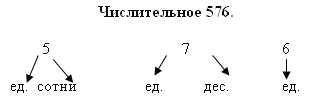 Числительное 576.
5 7 6
ед. сотни ед. дес. ед.